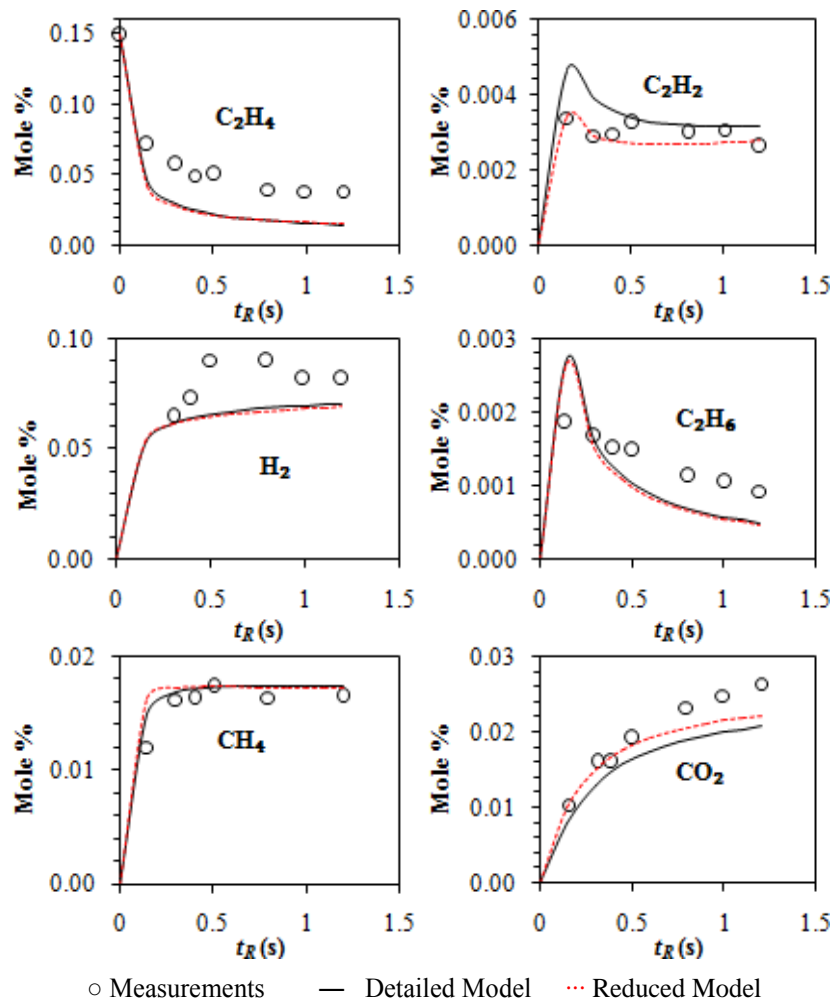 Mole %
0.15
0.10
0.05
0.00
C2H4
0 0.5 1 1.5
tR (s)
0.006
0.004
0.002
0.000
Mole %
C2H2
0 0.5 1 1.5
tR (s)
Mole %
0.10
0.05
0.00
H2
0 0.5 1 1.5
tR (s)
Mole %
0.003
0.002
0.001
0.000
C2H6
0 0.5 1 1.5
tR (s)
Mole %
0.02
0.01
0.00
CH4
0 0.5 1 1.5
tR (s)
Mole %
0.03
0.02
0.01
0.00
CO2
0 0.5 1 1.5
tR (s)
○ Measurements — Detailed Model ··· Reduced Model